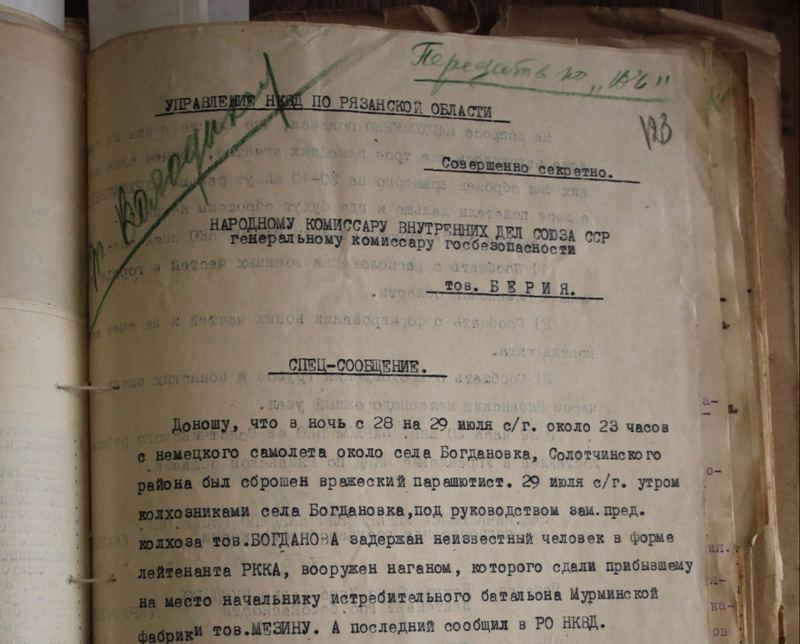 Передать по „ВЧ"
УПРАВЛЕНИЕ НКВД ПО РЯЗАНСКОЙ ОБЛАСТИ
123
Совершенно секретно.
НАРОДНОМУ КОМИССАРУ ВНУТРЕННИХ ДЕЛ СОЮЗА ССР
генеральному комиссару госбезопасности
тов. БЕРИЯ.
СПЕЦ-СООБЩЕНИЕ.
Доношу, что в ночь с 28 на 29 июля с/г. около 23 часов
с немецкого самолета около села Богдановка, Солотчинского
района был сброшен вражеский парашютист. 29 июля с/г. утром
колхозниками села Богдановка, под руководством зам.пред.
колхоза тов.БОГДАНОВА задержан неизвестный человек в форме
лейтенанта РККА, вооружен наганом, которого сдали прибывшему
на место начальнику истребительного батальона Мурминской
фабрики тов.МЕЗИНУ. А последний сообщил в РО НКВД.